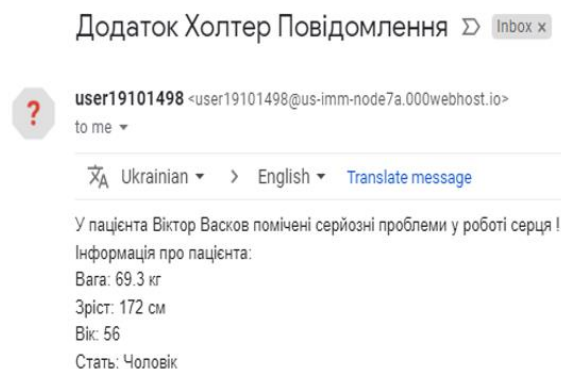 Додаток Холтер Повідомлення Inbox x
user19101498 <user19101498@us-imm-node7a.000webhost.io>
to me
Ukrainian > English Translate message
У пацієнта Віктор Васков помічені серйозні проблеми у роботі серця !
Інформація про пацієнта:
Вага: 69.3 кг
Зріст: 172 см
Вік: 56
Стать: Чоловік